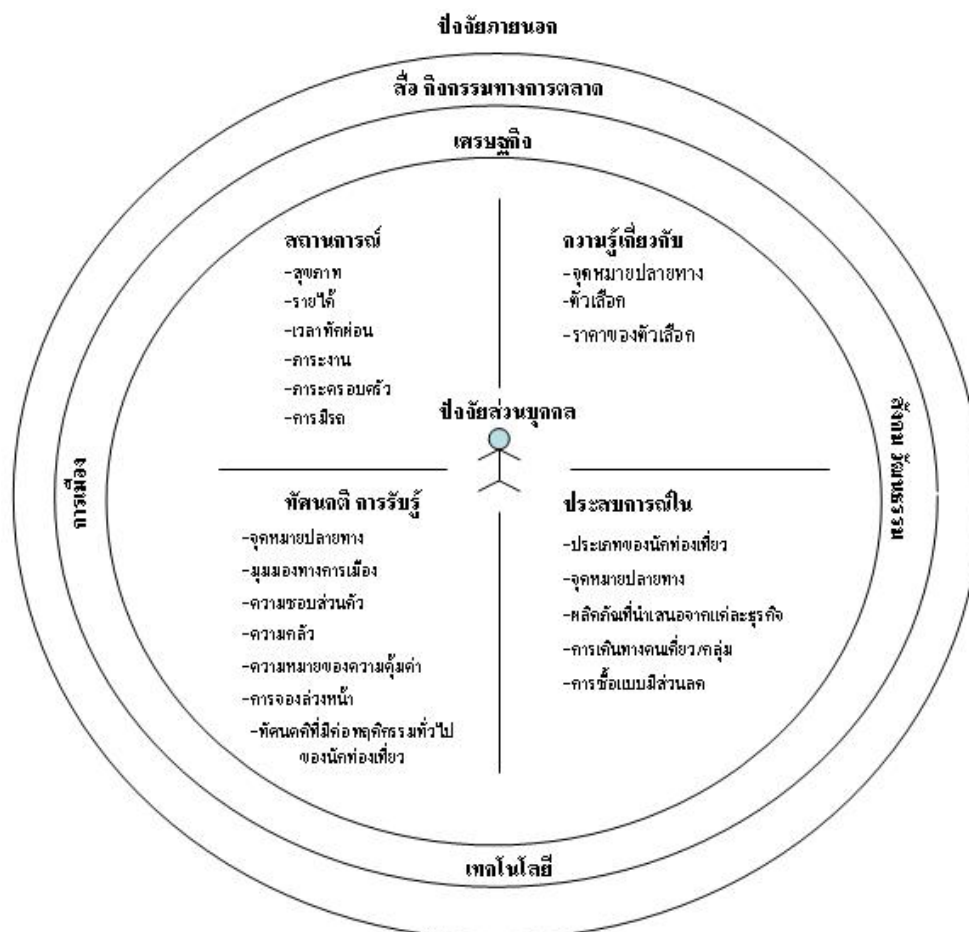 ปัจจัยภายนอก
สื่อ กิจกรรมทางการตลาด
เศรษฐกิจ
สถานการณ์
-สุขภาพ
-รายได้
-เวลาพักผ่อน
-ภาระงาน
-ภาระครอบครัว
-การมีรถ
ความรู้เกี่ยวกับ
-จุดหมายปลายทาง
-ตัวเลือก
-ราคาของตัวเลือก
ปัจจัยส่วนบุคคล
การเมือง
สังคม วัฒนธรรม
ทัศนคติ การรับรู้
-จุดหมายปลายทาง
-มุมมองทางการเมือง
-ความชอบส่วนตัว
-ความกลัว
-ความหมายของความคุ้มค่า
-การจองล่วงหน้า
-ทัศนคติที่มีต่อพฤติกรรมทั่วไป
ของนักท่องเที่ยว
ประสบการณ์ใน
-ประเภทของนักท่องเที่ยว
-จุดหมายปลายทาง
-ผลิตภัณที่นำเสนอจากแต่ละธุรกิจ
-การเดินทางคนเดียว/กลุ่ม
-การซื้อแบบมีส่วนลด
เทคโนโลยี